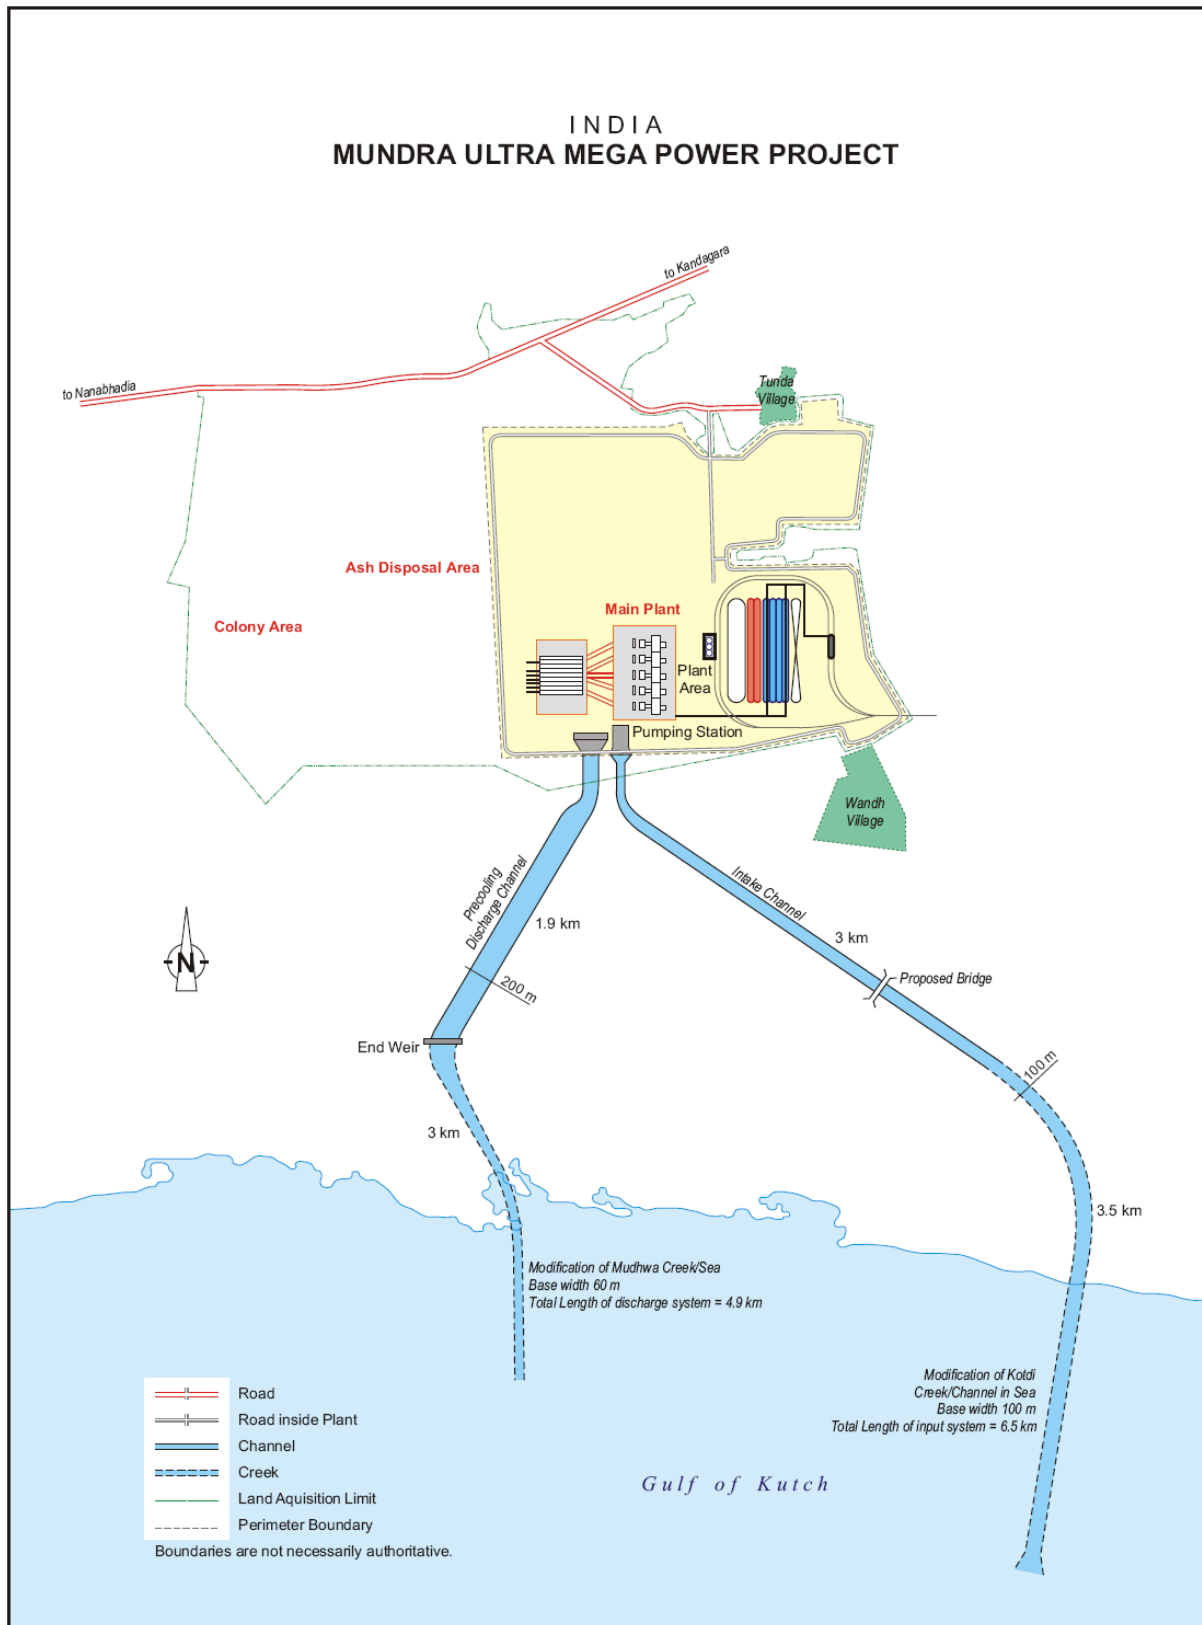 INDIA
MUNDRA ULTRA MEGA POWER PROJECT
to Kandagara
to Nanabhadia
Tunda
Village
Ash Disposal Area
Main Plant
Colony Area
Plant
Area
Pumping Station
Wandh
Village
Precooling
Discharge Channel
Intake Channel
1.9 km
3 km
N
Proposed Bridge
200 m
End Weir
100 m
3 km
3.5 km
Modification of Mudhwa Creek/Sea
Base width 60 m
Total Length of discharge system = 4.9 km
Modification of Kotdi
Creek/Channel in Sea
Base width 100 m
Total Length of input system = 6.5 km
Gulf of Kutch
Road
Road inside Plant
Channel
Creek
Land Aquisition Limit
Perimeter Boundary
Boundaries are not necessarily authoritative.